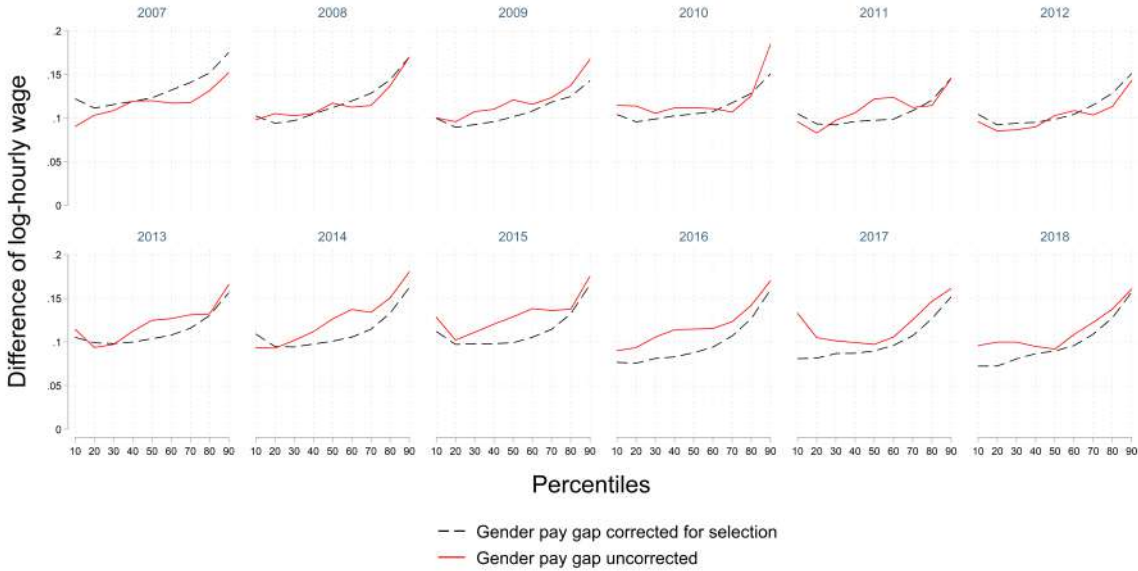 2007 2008 2009 2010 2011 2012
.2
.15
.1
.05
0
2013 2014 2015 2016 2017 2018
.2
.15
.1
.05
0
Difference of log-hourly wage
10 20 30 40 50 60 70 80 90 10 20 30 40 50 60 70 80 90 10 20 30 40 50 60 70 80 90 10 20 30 40 50 60 70 80 90 10 20 30 40 50 60 70 80 90 10 20 30 40 50 60 70 80 90
Percentiles
Gender pay gap corrected for selection
Gender pay gap uncorrected